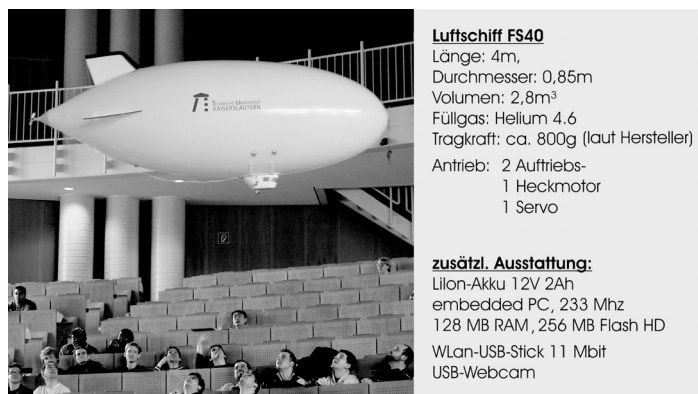 TECHNISCHE UNIVERSITÄT
KAISERSLAUTERN
Luftschiff FS40
Länge: 4m,
Durchmesser: 0,85m
Volumen: 2,8m³
Füllgas: Helium 4.6
Tragkraft: ca. 800g (laut Hersteller)
Antrieb: 2 Auftriebs-
1 Heckmotor
1 Servo
zusätzl. Ausstattung:
LiIon-Akku 12V 2Ah
embedded PC, 233 Mhz
128 MB RAM, 256 MB Flash HD
WLan-USB-Stick 11 Mbit
USB-Webcam